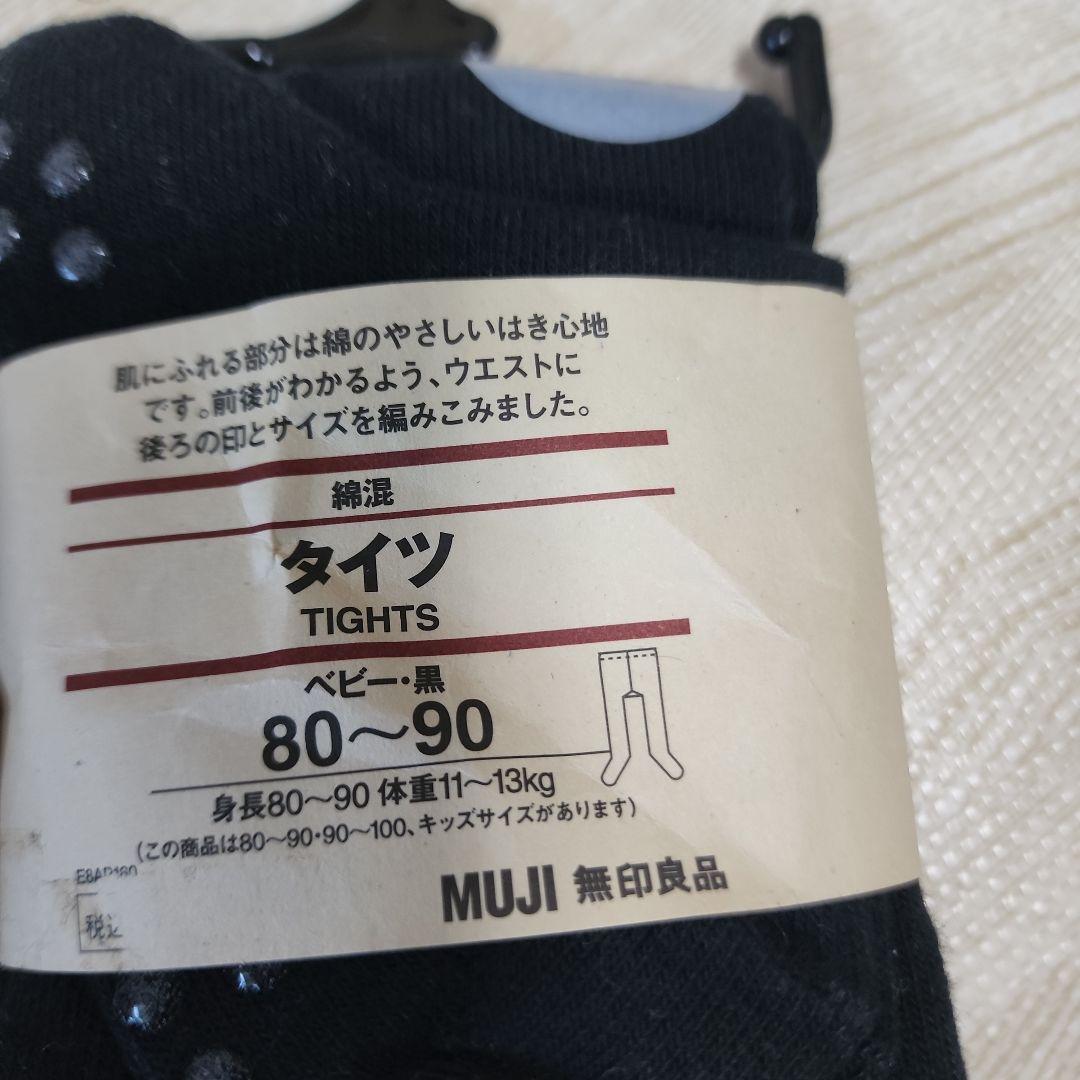 肌にふれる部分は綿のやさしいはき心地
です。前後がわかるよう、ウエストに
後ろの印とサイズを編みこみました。
綿混
タイツ
TIGHTS
ベビー・黒
80～90
身長80～90 体重11～13kg
(この商品は80～90・90～100、キッズサイズがあります)
MUJI 無印良品
税込